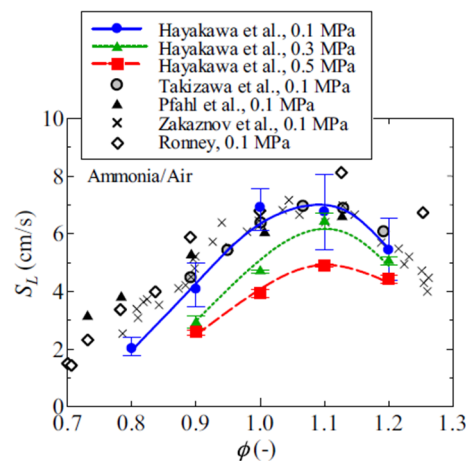 Hayakawa et al., 0.1 MPa
Hayakawa et al., 0.3 MPa
Hayakawa et al., 0.5 MPa
Takizawa et al., 0.1 MPa
Pfahl et al., 0.1 MPa
Zakaznov et al., 0.1 MPa
Ronney, 0.1 MPa
Ammonia/Air
10
8
6
4
2
0
S_L (cm/s)
0.7 0.8 0.9 1.0 1.1 1.2 1.3
ϕ (-)